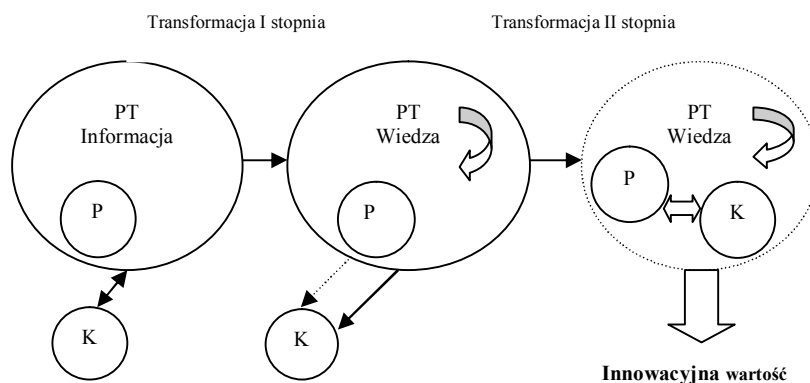 Transformacja I stopnia
Transformacja II stopnia
PT
Informacja
P
K
PT
Wiedza
P
K
PT
Wiedza
P
K
Innowacyjna wartość